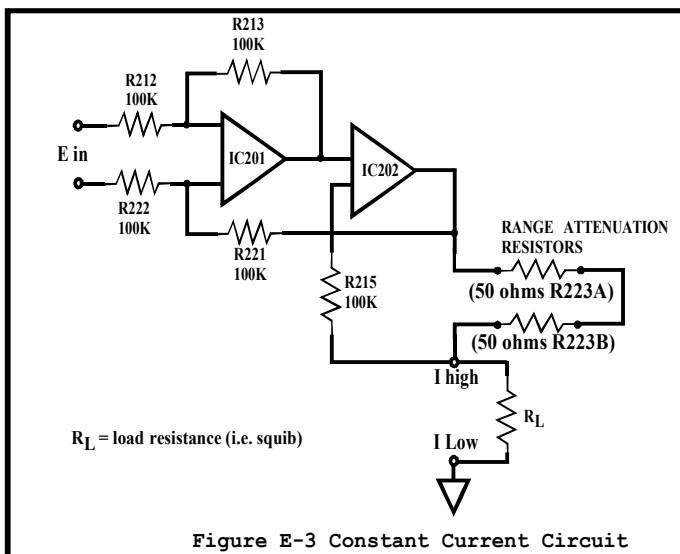 R213
100K
R212
100K
E in
IC201
IC202
R222
100K
R221
100K
R215
100K
RANGE ATTENUATION
RESISTORS
(50 ohms R223A)
(50 ohms R223B)
I high
R_L
R_L = load resistance (i.e. squib)
I Low
Figure E-3 Constant Current Circuit